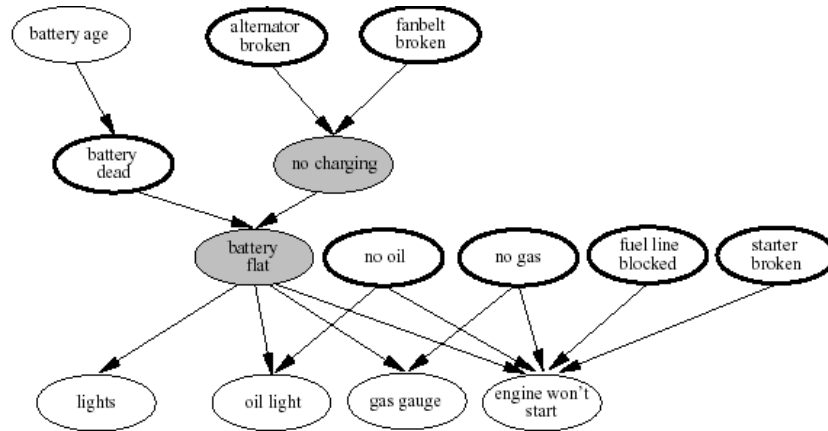 battery age
alternator
broken
fanbelt
broken
battery
dead
no charging
battery
flat
no oil
no gas
fuel line
blocked
starter
broken
lights
oil light
gas gauge
engine won't
start